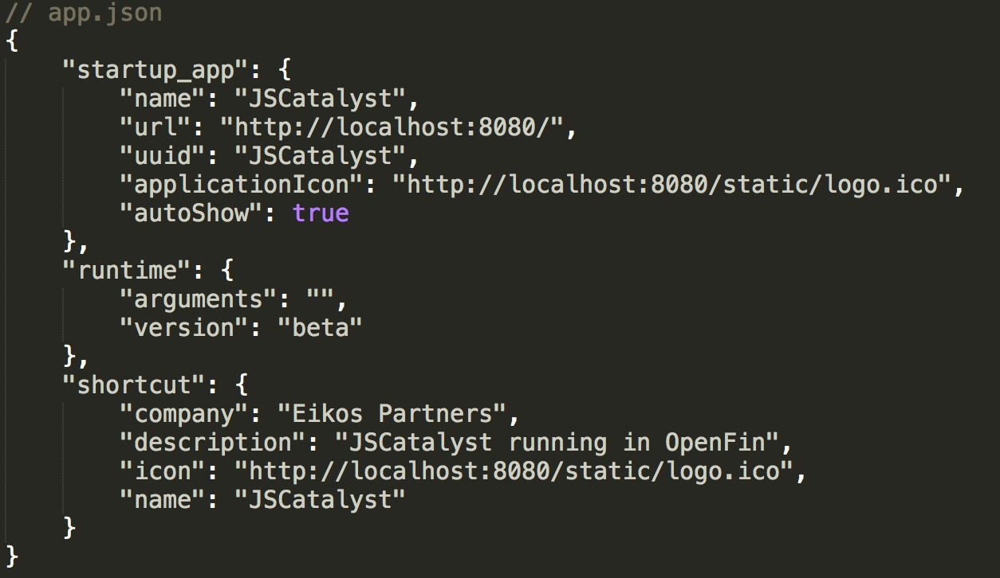 // app.json
{
    "startup_app": {
        "name": "JSCatalyst",
        "url": "http://localhost:8080/",
        "uuid": "JSCatalyst",
        "applicationIcon": "http://localhost:8080/static/logo.ico",
        "autoShow": true
    },
    "runtime": {
        "arguments": "",
        "version": "beta"
    },
    "shortcut": {
        "company": "Eikos Partners",
        "description": "JSCatalyst running in OpenFin",
        "icon": "http://localhost:8080/static/logo.ico",
        "name": "JSCatalyst"
    }
}